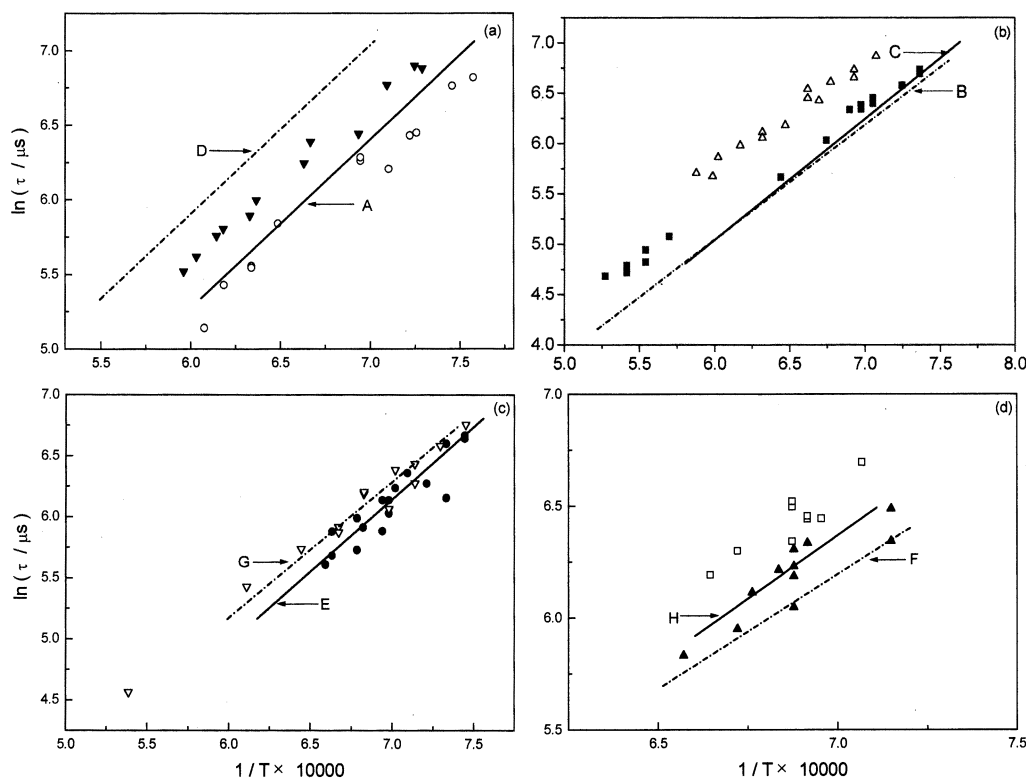 (a)
7.0
6.5
6.0
5.5
5.0
ln ( τ / μs )
D
A
5.5 6.0 6.5 7.0 7.5
(b)
7.0
6.5
6.0
5.5
5.0
4.5
4.0
C
B
5.0 5.5 6.0 6.5 7.0 7.5 8.0
(c)
7.0
6.5
6.0
5.5
5.0
4.5
ln ( τ / μs )
G
E
5.0 5.5 6.0 6.5 7.0 7.5
1 / T × 10000
(d)
7.0
6.5
6.0
5.5
F
H
6.5 7.0 7.5
1 / T × 10000